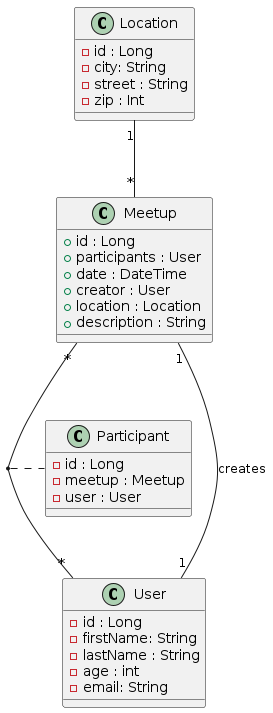 C Location
id : Long
city: String
street : String
zip : Int
1
*
C Meetup
id : Long
participants : User
date : DateTime
creator : User
location : Location
description : String
* 1
C Participant
id : Long
meetup : Meetup
user : User
creates
* 1
C User
id : Long
firstName: String
lastName : String
age : int
email: String